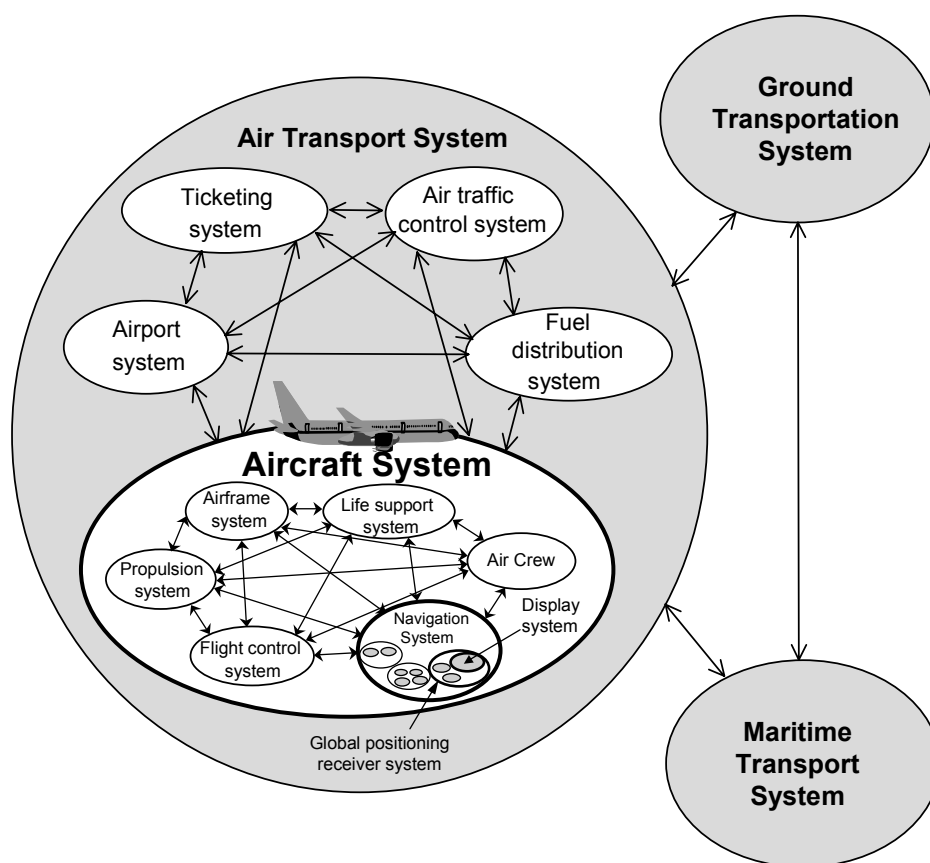 Ground
Transportation
System
Air Transport System
Ticketing
system
Air traffic
control system
Airport
system
Fuel
distribution
system
Aircraft System
Airframe
system
Life support
system
Propulsion
system
Air Crew
Display
system
Navigation
System
Flight control
system
Global positioning
receiver system
Maritime
Transport
System